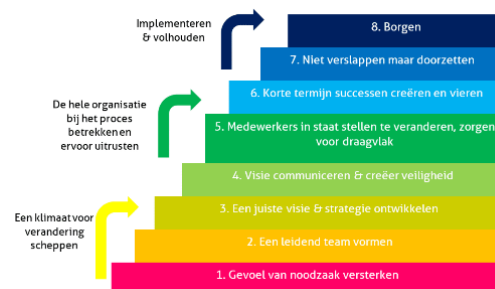 Implementeren
& volhouden
8. Borgen
7. Niet verslappen maar doorzetten
De hele organisatie
bij het proces
betrekken en
ervoor uitrusten
6. Korte termijn successen creëren en vieren
5. Medewerkers in staat stellen te veranderen, zorgen
voor draagvlak
4. Visie communiceren & creëer veiligheid
Een klimaat voor
verandering
scheppen
3. Een juiste visie & strategie ontwikkelen
2. Een leidend team vormen
1. Gevoel van noodzaak versterken